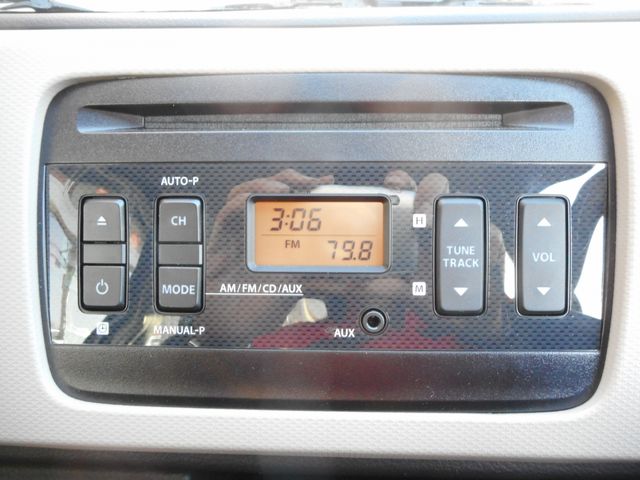 AUTO-P
CH
MODE
MANUAL-P
AM/FM/CD/AUX
3:06
FM
79.8
AUX
H
M
TUNE
TRACK
VOL